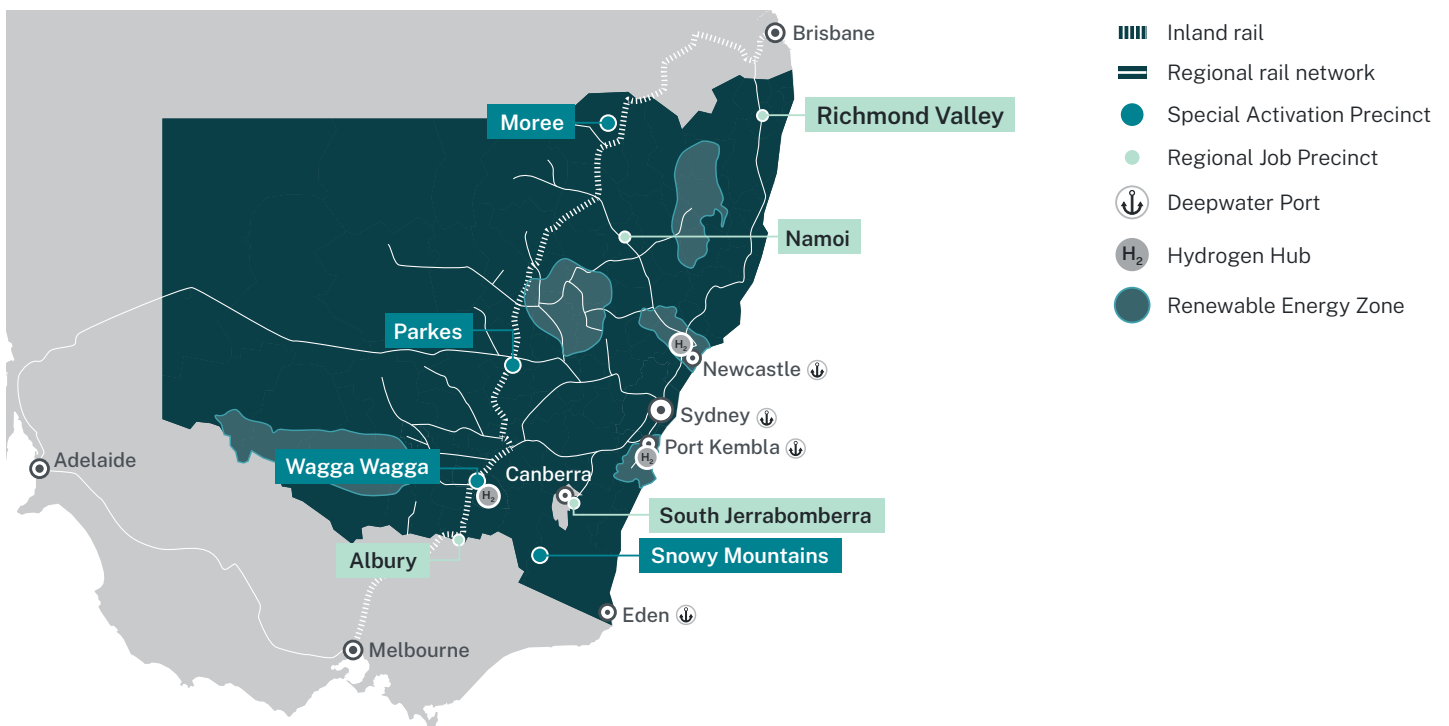 Brisbane
Moree
Richmond Valley
Namoi
Parkes
H₂
Newcastle
Sydney
Port Kembla
H₂
Adelaide
Wagga Wagga
Canberra
H₂
South Jerrabomberra
Albury
Snowy Mountains
Eden
Melbourne
Inland rail
Regional rail network
Special Activation Precinct
Regional Job Precinct
Deepwater Port
H₂ Hydrogen Hub
Renewable Energy Zone